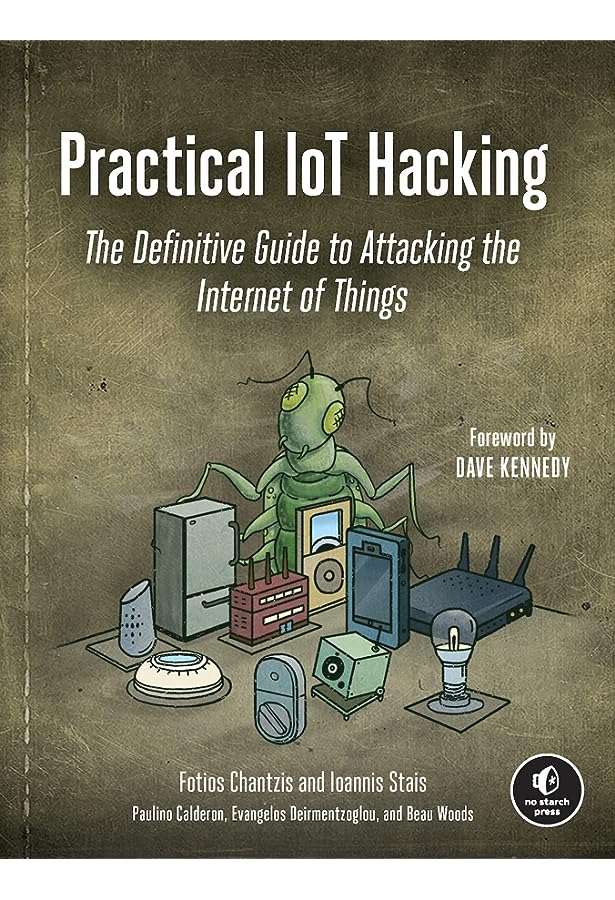 Practical IoT Hacking
The Definitive Guide to Attacking the
Internet of Things
Foreword by
DAVE KENNEDY
Fotios Chantzis and Ioannis Stais
Paulino Calderon, Evangelos Deirmentzoglou, and Beau Woods
no starch
press